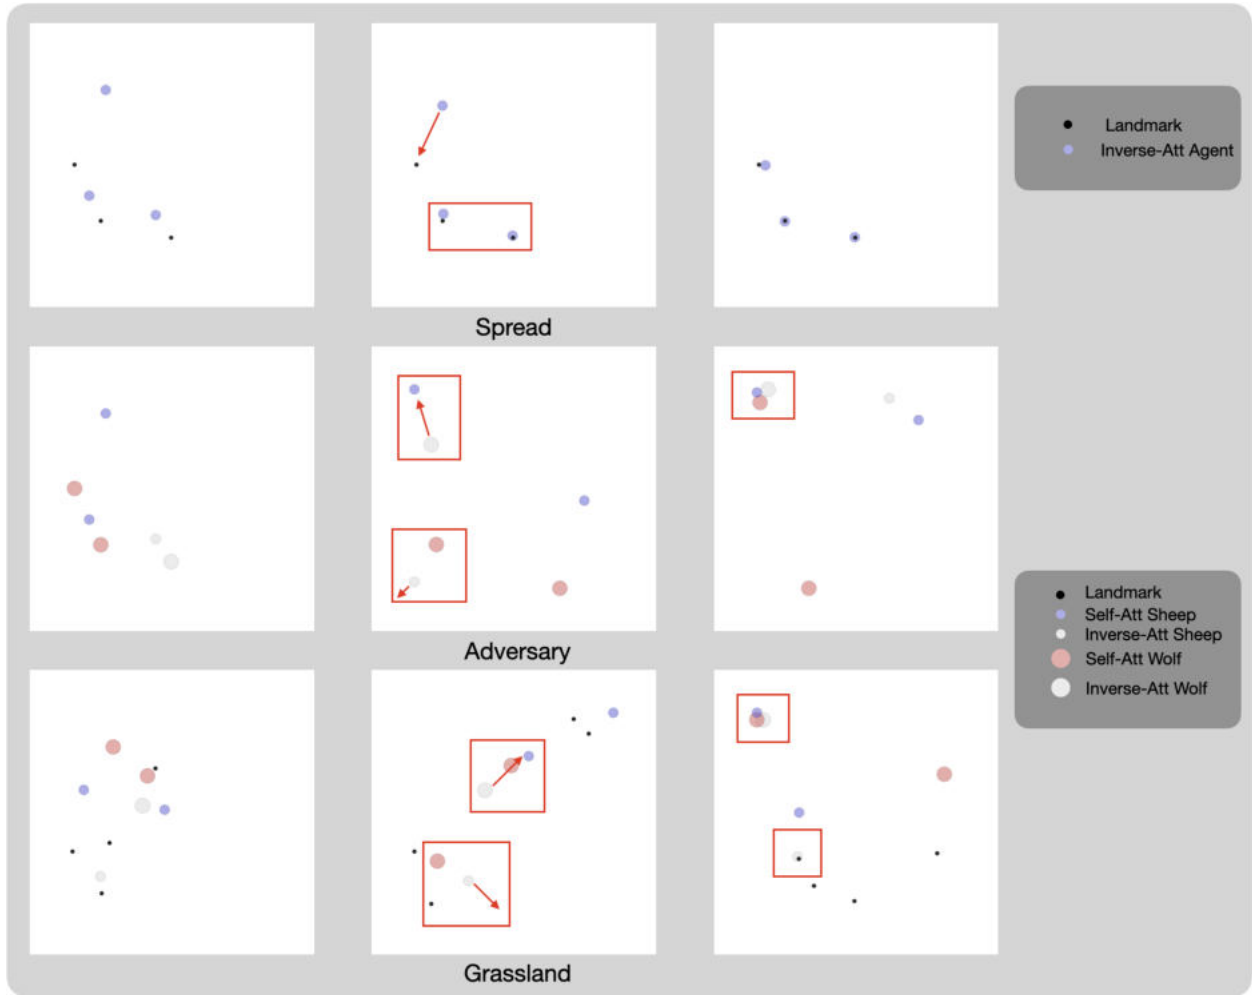 Landmark
Inverse-Att Agent
Spread
Adversary
Landmark
Self-Att Sheep
Inverse-Att Sheep
Self-Att Wolf
Inverse-Att Wolf
Grassland